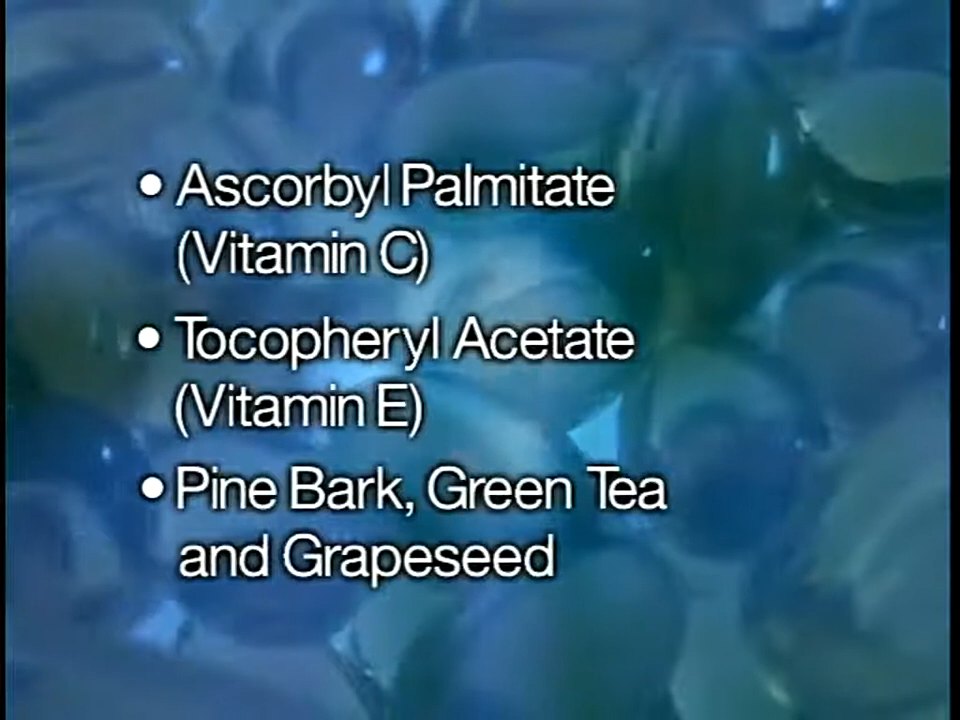 • Ascorbyl Palmitate
(Vitamin C)
• Tocopheryl Acetate
(Vitamin E)
• Pine Bark, Green Tea
and Grapeseed